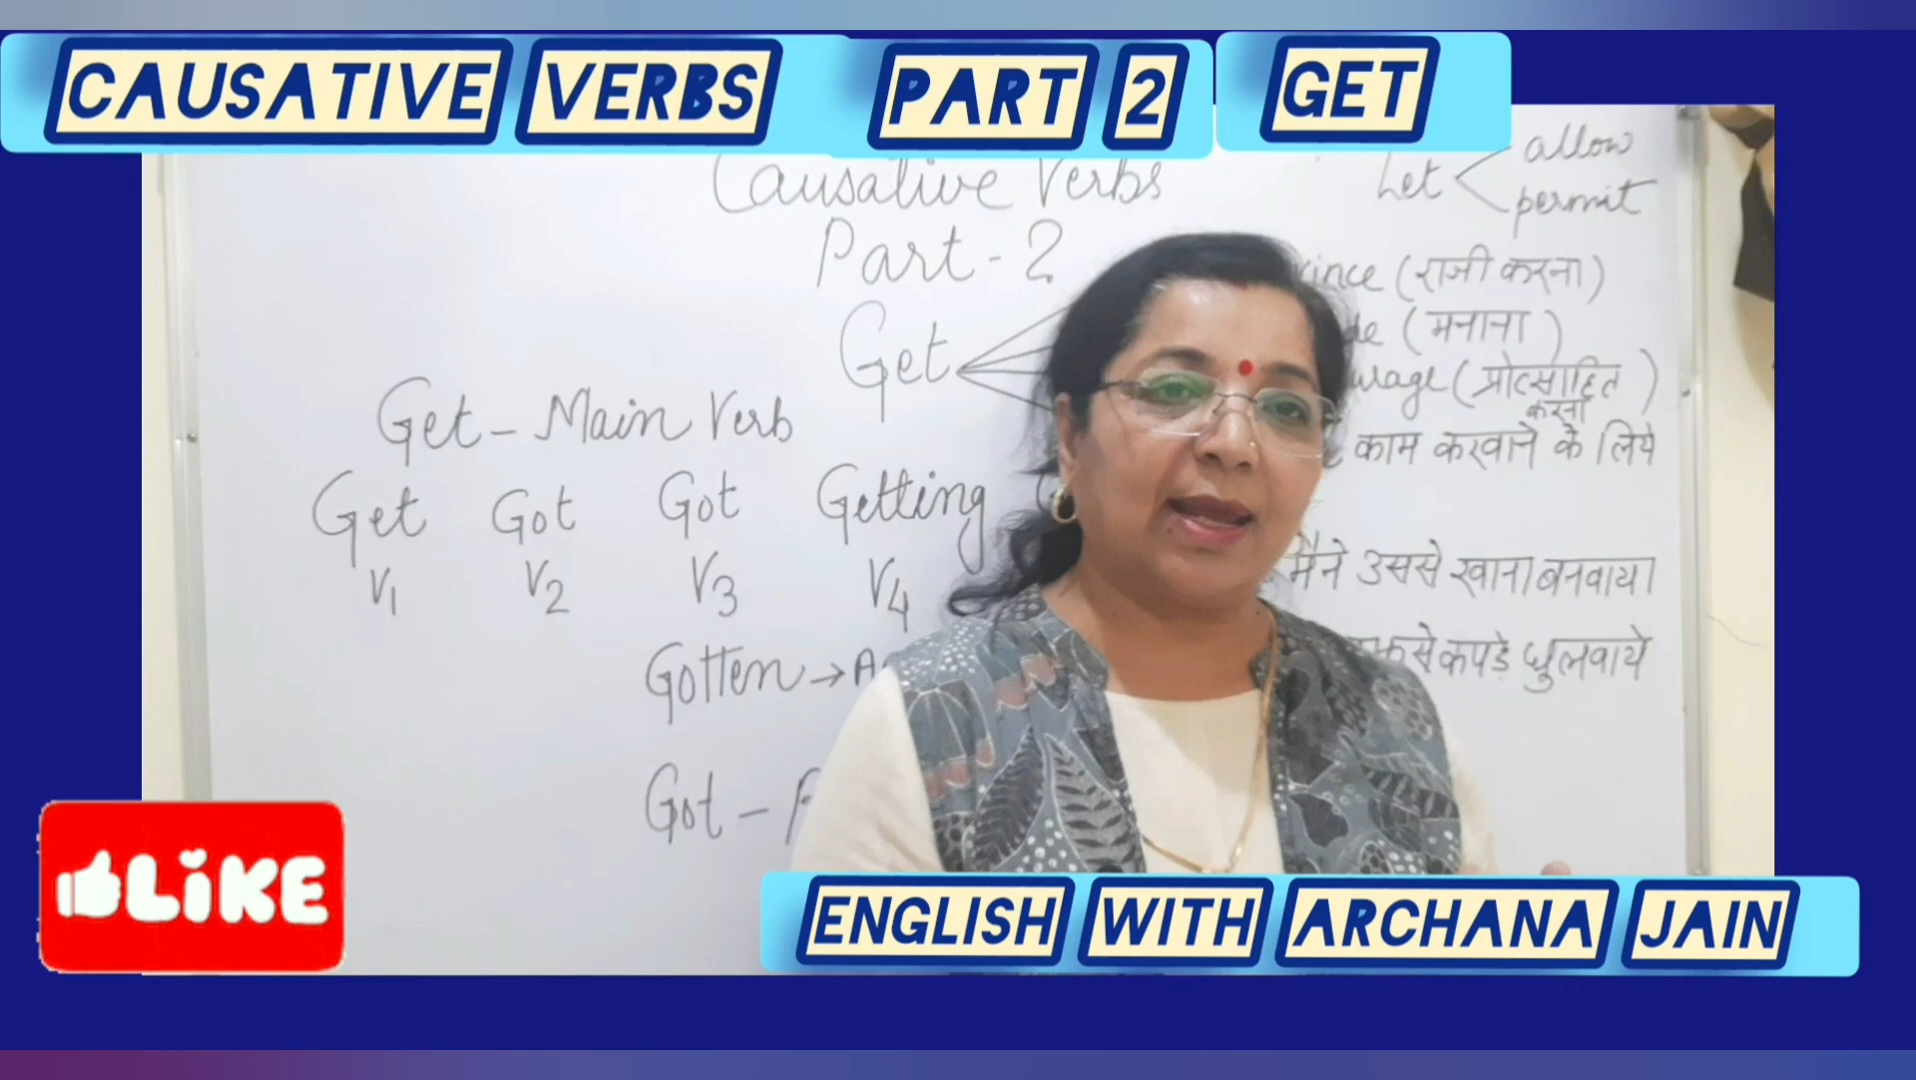 CAUSATIVE VERBS PART 2 GET
Causative Verbs
Let allow
permit
Part-2
(राजी करना)
Get (मनाना)
(प्रोत्साहित करना)
Get - Main Verb
काम करवाने के लिये
Get Got Got Getting
V1 V2 V3 V4
मैने उससे खाना बनवाया
Gotten →
कपड़े धुलवाये
Got -
LiKE
ENGLISH WITH ARCHANA JAIN